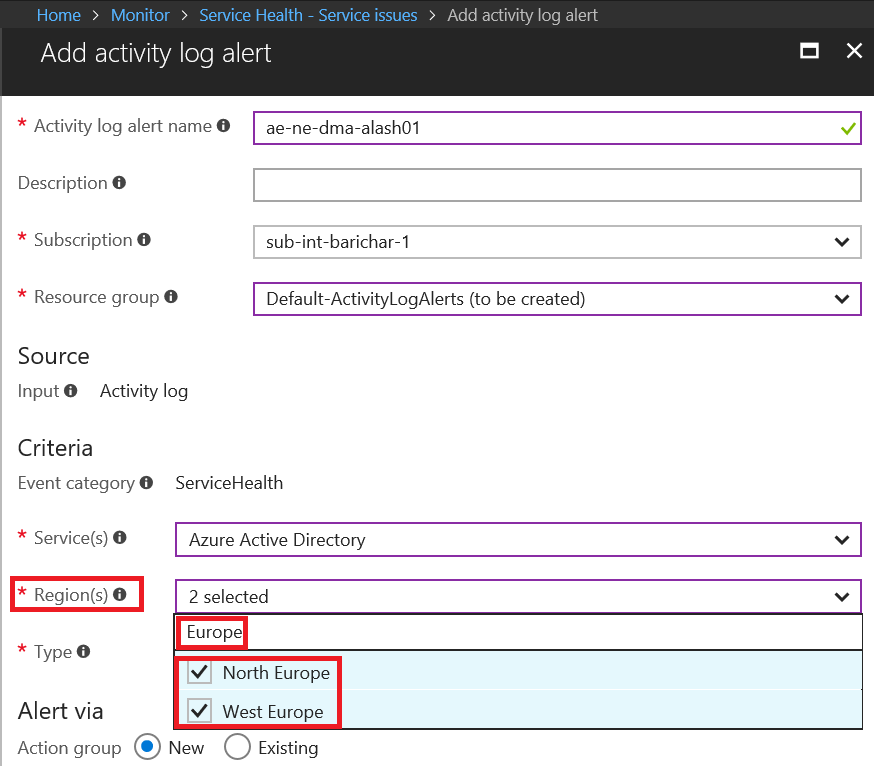 Home > Monitor > Service Health - Service issues > Add activity log alert
Add activity log alert
* Activity log alert name ae-ne-dma-alash01
Description
* Subscription sub-int-barichar-1
* Resource group Default-ActivityLogAlerts (to be created)
Source
Input Activity log
Criteria
Event category ServiceHealth
* Service(s) Azure Active Directory
* Region(s) 2 selected
Europe
* Type
North Europe
West Europe
Alert via
Action group New Existing